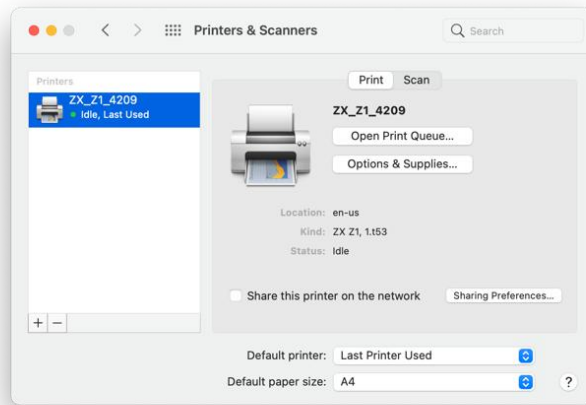 Printers & Scanners
Search
Printers
ZX_Z1_4209
Idle, Last Used
Print Scan
ZX_Z1_4209
Open Print Queue...
Options & Supplies...
Location: en-us
Kind: ZX Z1, 1.t53
Status: Idle
Share this printer on the network
Sharing Preferences...
+ −
Default printer: Last Printer Used
Default paper size: A4
?